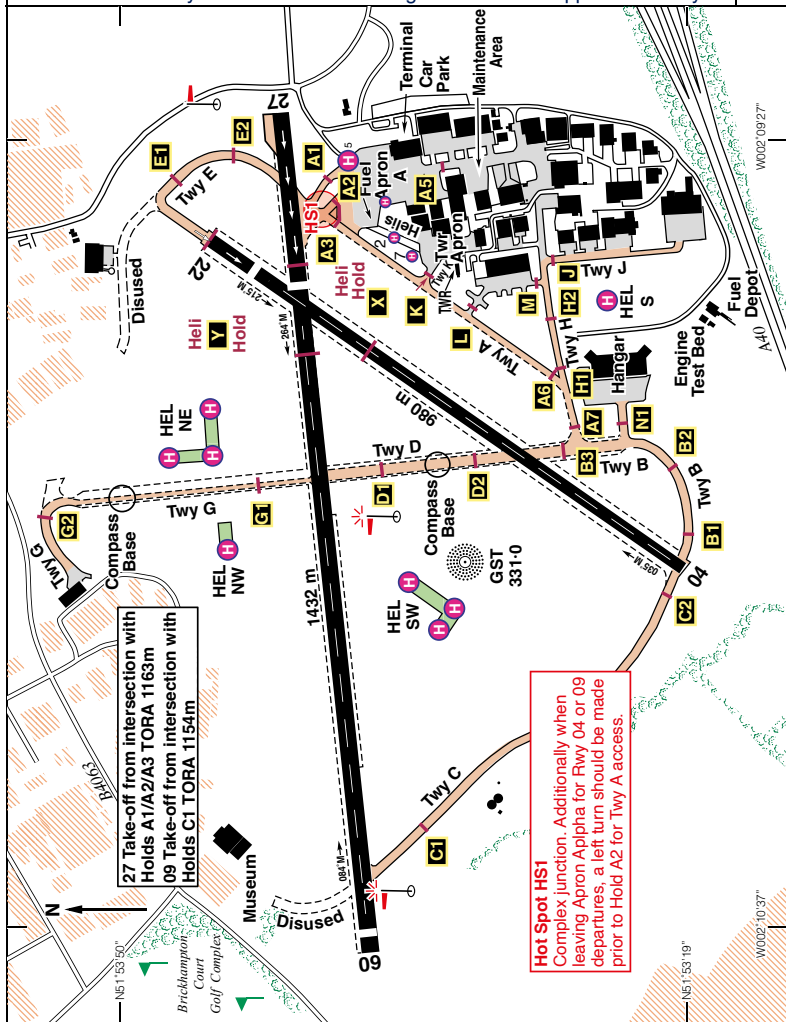 27 Take-off from intersection with
Holds A1/A2/A3 TORA 1163m
09 Take-off from intersection with
Holds C1 TORA 1154m
Hot Spot HS1
Complex junction. Additionally when
leaving Apron Aplpha for Rwy 04 or 09
departures, a left turn should be made
prior to Hold A2 for Twy A access.
N
N51°53'50"
N51°53'19"
W002°10'37"
W002°09'27"
B4063
A40
Brickhampton
Court
Golf Complex
Museum
Disused
Disused
09
084°M
1432 m
264°M
27
22
215°M
980 m
035°M
04
Twy G
G2
Compass
Base
Twy G
G1
HEL
NW
H
HEL
NE
H
H
H
Y
Heli
Hold
E1
Twy E
E2
A1
H
5
A2
HS1
A3
Heli
Hold
X
Fuel
Apron
A
Helis
H
H
H
2
7
Terminal
Car
Park
Maintenance
Area
A5
Twr
Apron
TWR
Twy K
K
L
Twy A
M
A6
Twy H
H1
H2
J
Twy J
H
HEL
S
Hangar
Engine
Test Bed
Fuel
Depot
A7
N1
B3
Twy B
B2
Twy B
B1
Twy D
D1
D2
Compass
Base
GST
331·0
HEL
SW
H
H
H
C2
Twy C
C1